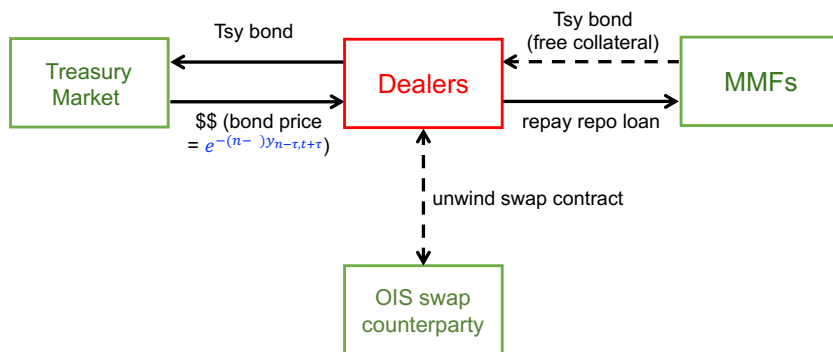 Tsy bond
Tsy bond
(free collateral)
Treasury
Market
Dealers
MMFs
$$ (bond price
= e^{-(n- )y_{n-τ,t+τ}})
repay repo loan
unwind swap contract
OIS swap
counterparty